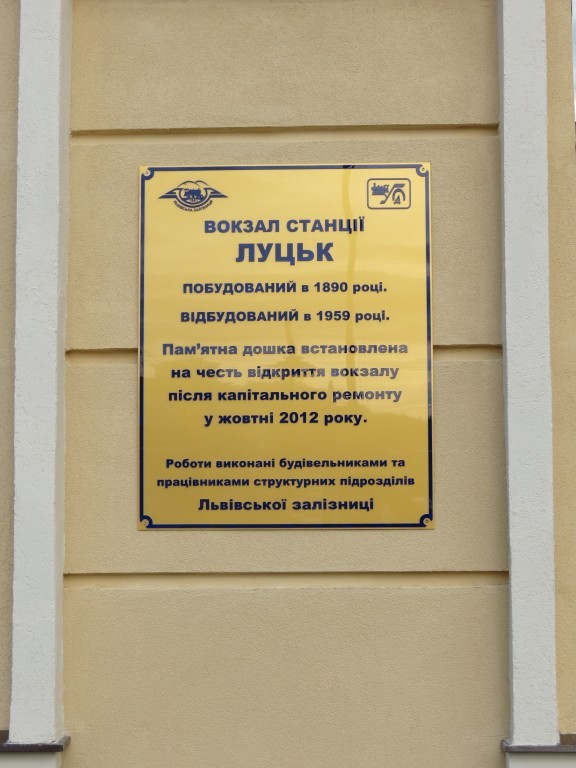 ВОКЗАЛ СТАНЦІЇ
ЛУЦЬК
ПОБУДОВАНИЙ в 1890 році.
ВІДБУДОВАНИЙ в 1959 році.
Пам'ятна дошка встановлена
на честь відкриття вокзалу
після капітального ремонту
у жовтні 2012 року.
Роботи виконані будівельниками та
працівниками структурних підрозділів
Львівської залізниці